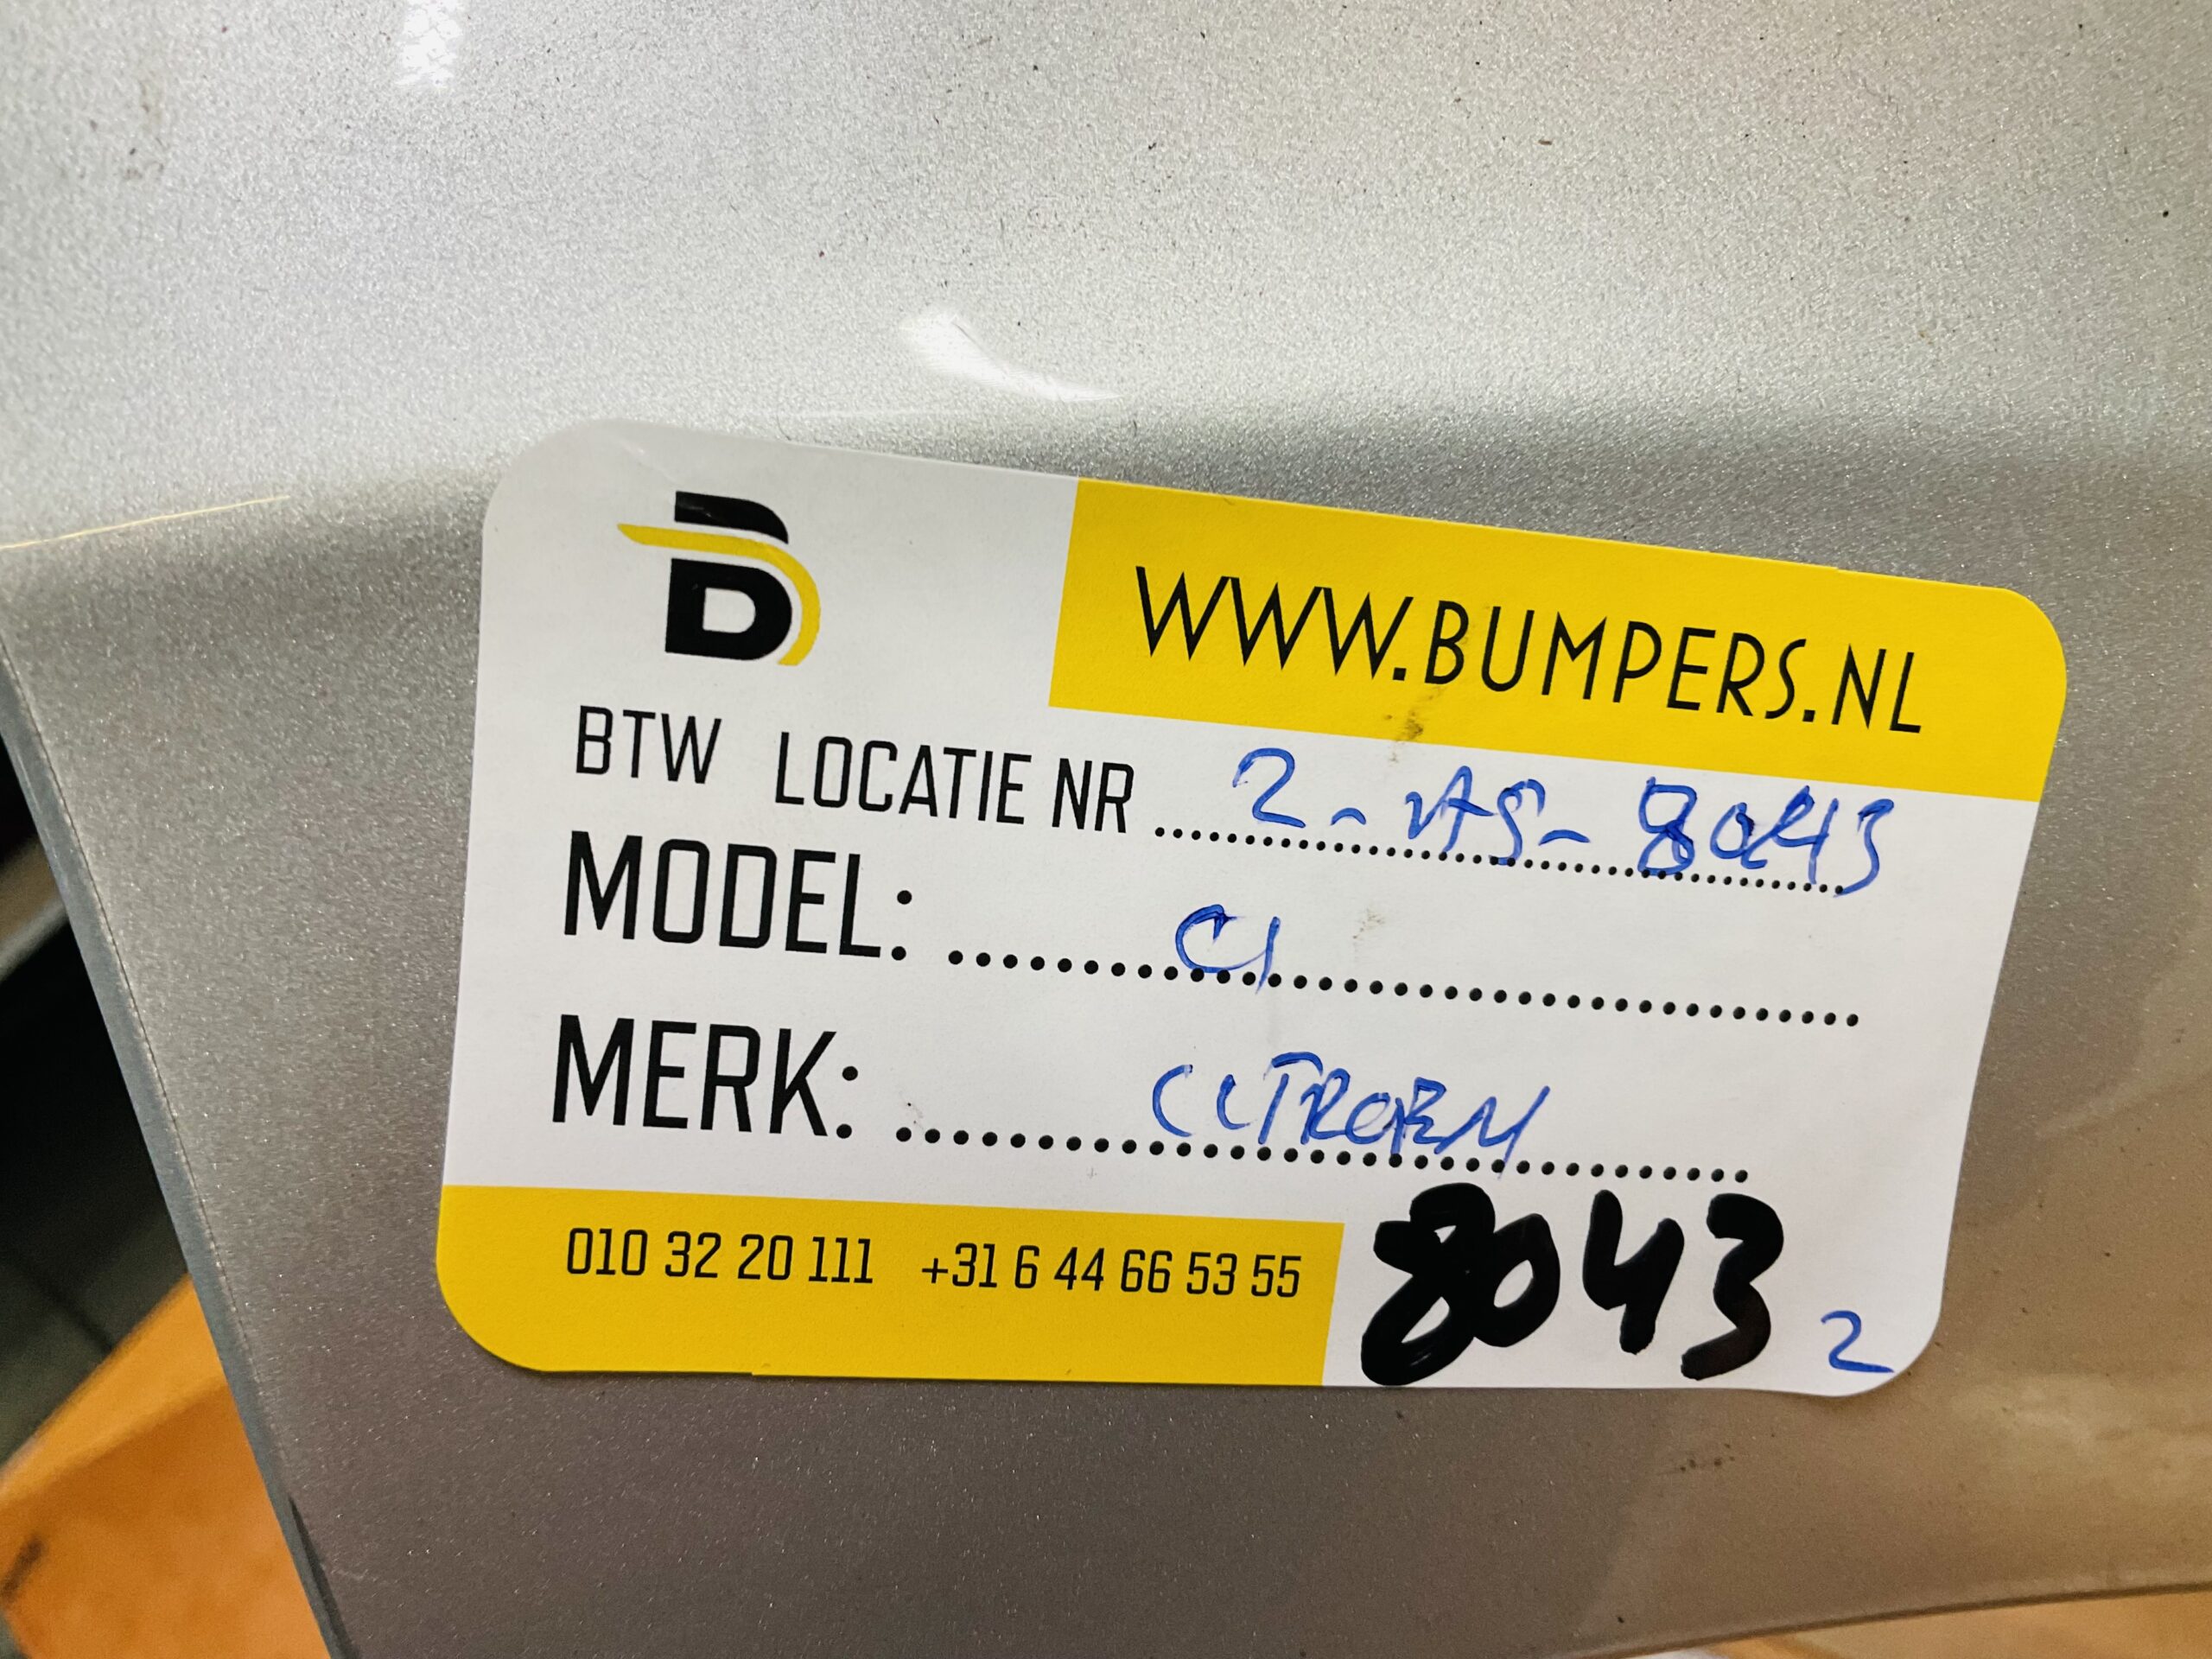 B
WWW.BUMPERS.NL
BTW LOCATIE NR 2 - - 8043
MODEL: C1
MERK: CITROEN
010 32 20 111 +31 6 44 66 53 55
8043 2